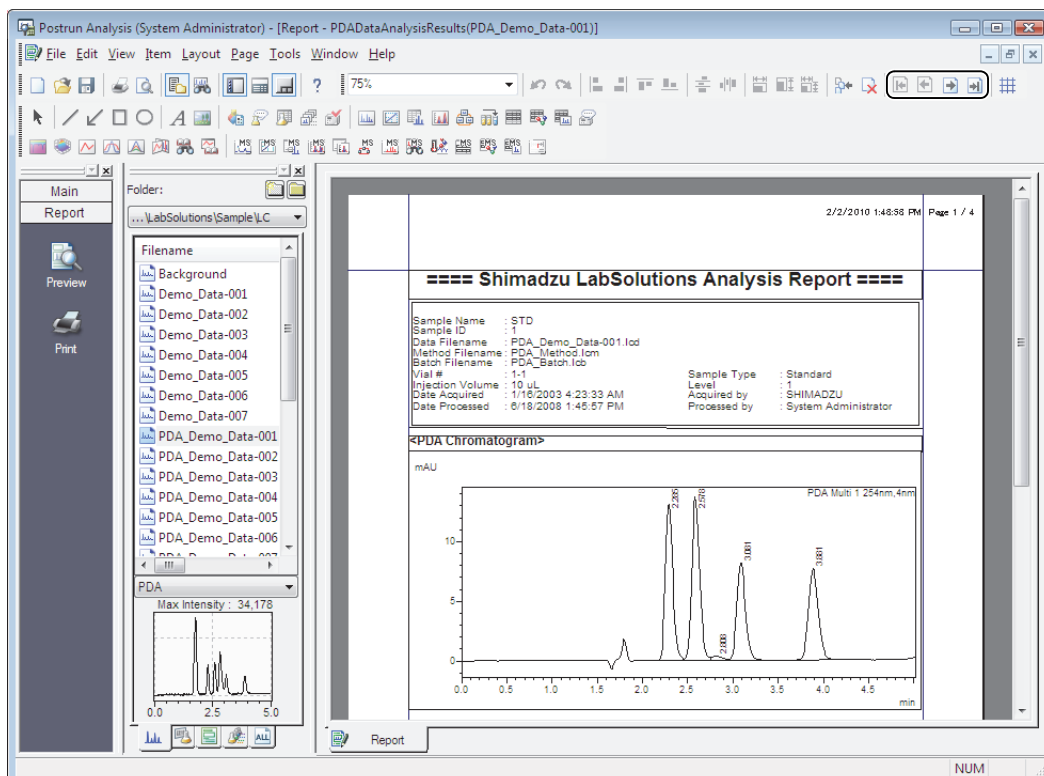 Postrun Analysis (System Administrator) - [Report - PDADataAnalysisResults(PDA_Demo_Data-001)]
File Edit View Item Layout Page Tools Window Help
75%
Main
Report
Preview
Print
Folder:
...\LabSolutions\Sample\LC
Filename
Background
Demo_Data-001
Demo_Data-002
Demo_Data-003
Demo_Data-004
Demo_Data-005
Demo_Data-006
Demo_Data-007
PDA_Demo_Data-001
PDA_Demo_Data-002
PDA_Demo_Data-003
PDA_Demo_Data-004
PDA_Demo_Data-005
PDA_Demo_Data-006
PDA
Max Intensity : 34,178
0.0 2.5 5.0
ALL
2/2/2010 1:48:58 PM Page 1 / 4
==== Shimadzu LabSolutions Analysis Report ====
Sample Name : STD
Sample ID : 1
Data Filename : PDA_Demo_Data-001.lcd
Method Filename : PDA_Method.lcm
Batch Filename : PDA_Batch.lcb
Vial # : 1-1 Sample Type : Standard
Injection Volume : 10 uL Level : 1
Date Acquired : 1/16/2003 4:23:33 AM Acquired by : SHIMADZU
Date Processed : 6/18/2008 1:45:57 PM Processed by : System Administrator
<PDA Chromatogram>
mAU
PDA Multi 1 254nm,4nm
2.578
3.081
3.881
10
5
0
0.0 0.5 1.0 1.5 2.0 2.5 3.0 3.5 4.0 4.5
min
Report
NUM